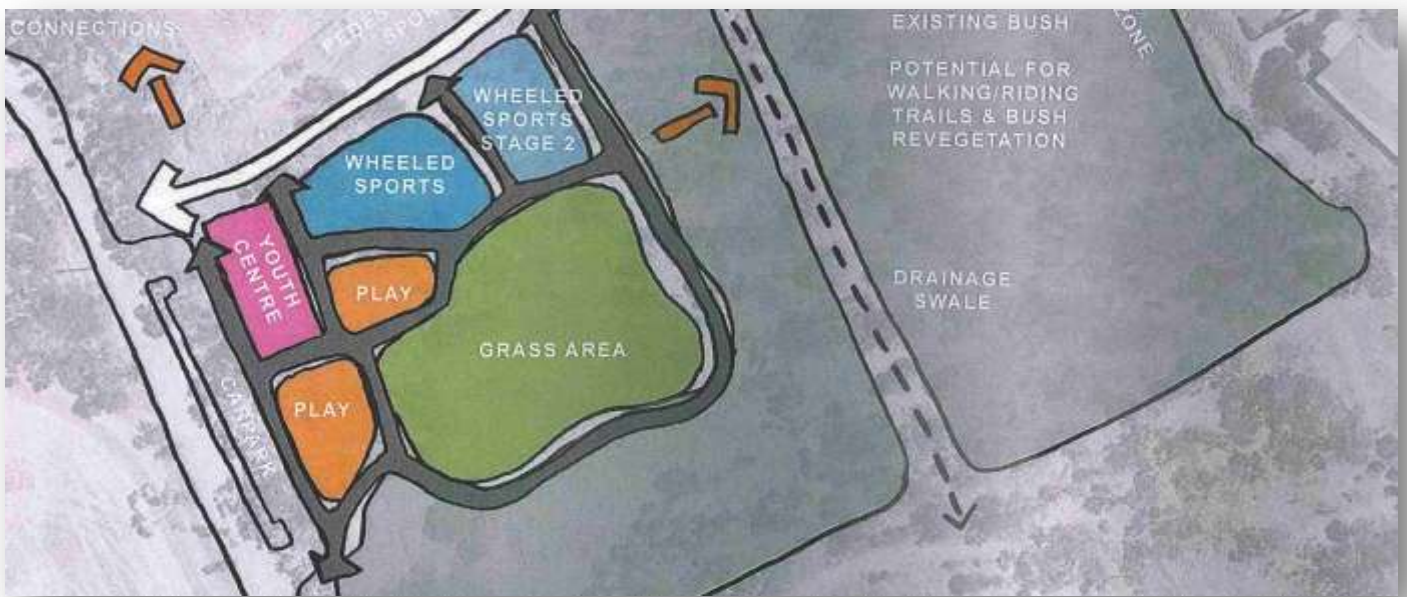 CONNECTIONS
EXISTING BUSH
ZONE
POTENTIAL FOR
WALKING/RIDING
TRAILS & BUSH
REVEGETATION
WHEELED
SPORTS
STAGE 2
WHEELED
SPORTS
YOUTH
CENTRE
PLAY
DRAINAGE
SWALE
GRASS AREA
PLAY
CARPARK